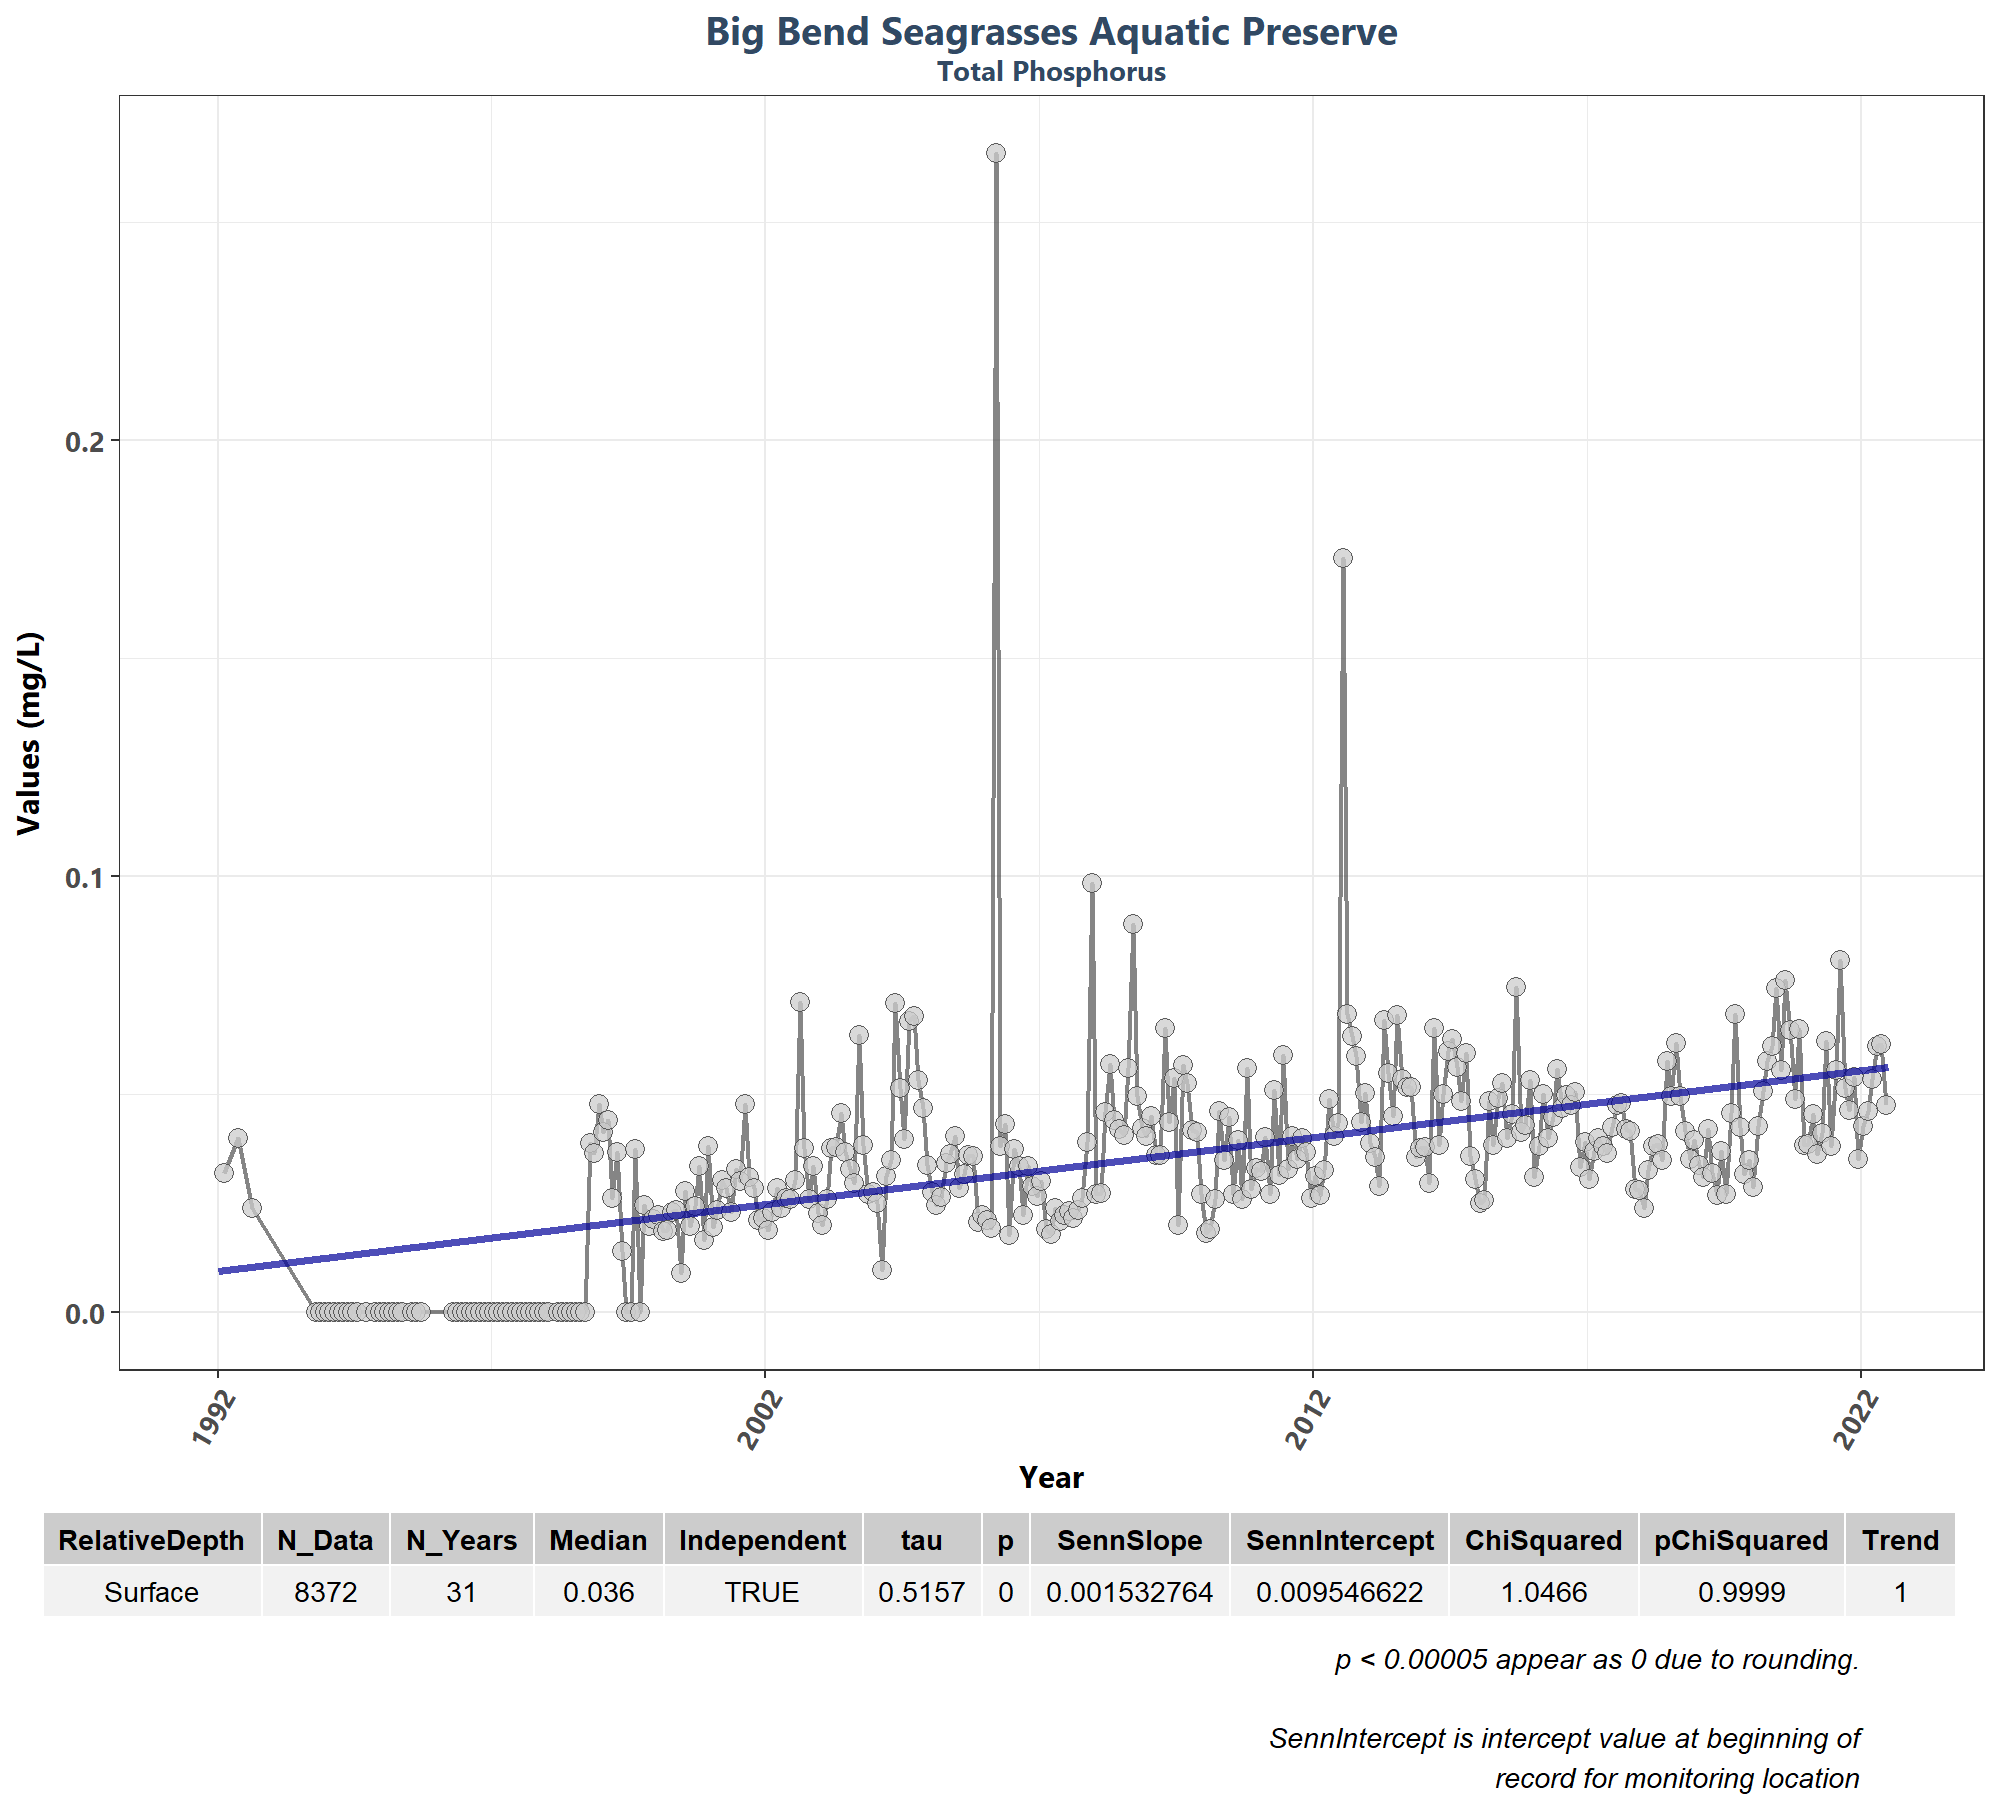 Big Bend Seagrasses Aquatic Preserve
Total Phosphorus
Values (mg/L)
0.2
0.1
0.0
1992 2002 2012 2022
Year
RelativeDepth N_Data N_Years Median Independent tau p SennSlope SennIntercept ChiSquared pChiSquared Trend
Surface 8372 31 0.036 TRUE 0.5157 0 0.001532764 0.009546622 1.0466 0.9999 1
p < 0.00005 appear as 0 due to rounding.
SennIntercept is intercept value at beginning of
record for monitoring location